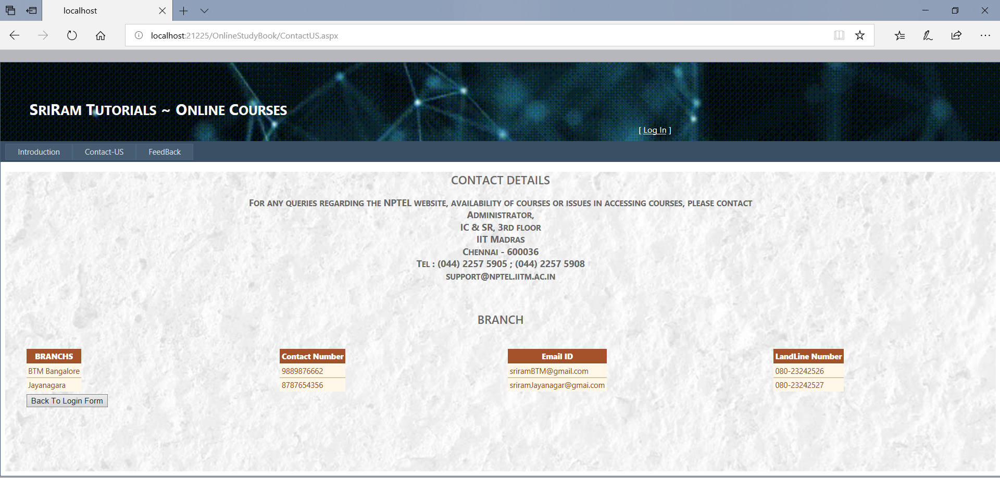 localhost
localhost:21225/OnlineStudyBook/ContactUS.aspx
SriRam Tutorials ~ Online Courses
[ Log In ]
Introduction Contact-US FeedBack
CONTACT DETAILS
For any queries regarding the NPTEL website, availability of courses or issues in accessing courses, please contact
Administrator,
IC & SR, 3rd floor
IIT Madras
Chennai - 600036
Tel : (044) 2257 5905 ; (044) 2257 5908
support@nptel.iitm.ac.in
BRANCH
BRANCHS Contact Number Email ID LandLine Number
BTM Bangalore 9889876662 sriramBTM@gmail.com 080-23242526
Jayanagara 8787654356 sriramJayanagar@gmai.com 080-23242527
Back To Login Form